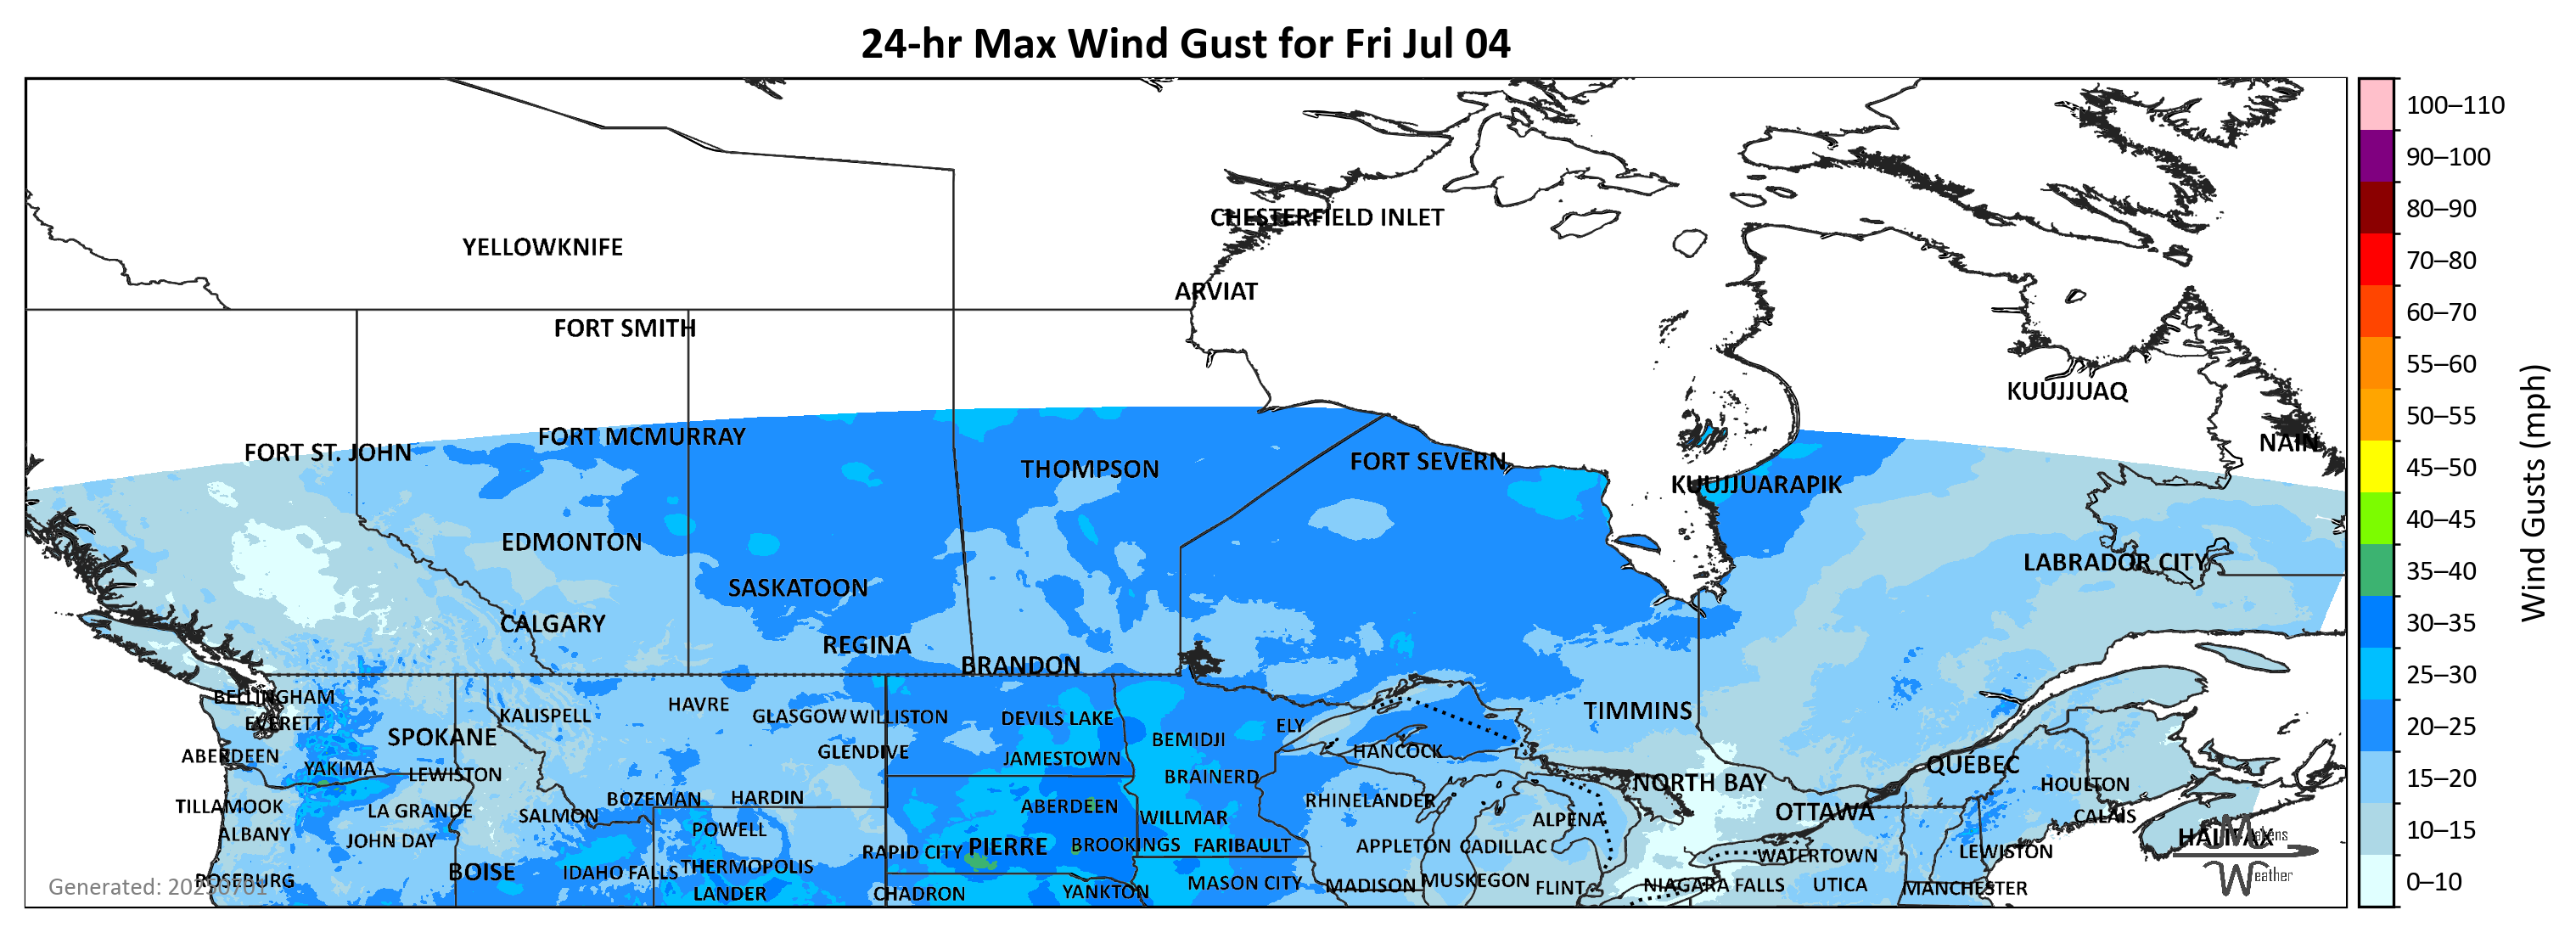 24-hr Max Wind Gust for Fri Jul 04
100–110
90–100
80–90
70–80
60–70
55–60
50–55
45–50
40–45
35–40
30–35
25–30
20–25
15–20
10–15
0–10
Wind Gusts (mph)
CHESTERFIELD INLET
YELLOWKNIFE
ARVIAT
FORT SMITH
KUUJJUAQ
FORT MCMURRAY
NAIN
FORT ST. JOHN
FORT SEVERN
THOMPSON
KUUJJUARAPIK
EDMONTON
LABRADOR CITY
SASKATOON
CALGARY
REGINA
BRANDON
BELLINGHAM
HAVRE
TIMMINS
KALISPELL
GLASGOW
WILLISTON
DEVILS LAKE
EVERETT
ELY
SPOKANE
BEMIDJI
HANCOCK
ABERDEEN
GLENDIVE
JAMESTOWN
QUÉBEC
YAKIMA
LEWISTON
BRAINERD
NORTH BAY
HOULTON
BOZEMAN
HARDIN
RHINELANDER
TILLAMOOK
LA GRANDE
ABERDEEN
SALMON
WILLMAR
ALPENA
OTTAWA
CALAIS
ALBANY
POWELL
HALIFAX
JOHN DAY
RAPID CITY
PIERRE
BROOKINGS
FARIBAULT
APPLETON
CADILLAC
WATERTOWN
LEWISTON
BOISE
IDAHO FALLS
THERMOPOLIS
ROSEBURG
MASON CITY
MADISON
MUSKEGON
FLINT
NIAGARA FALLS
UTICA
MANCHESTER
LANDER
CHADRON
YANKTON
Generated: 20250701
Weather